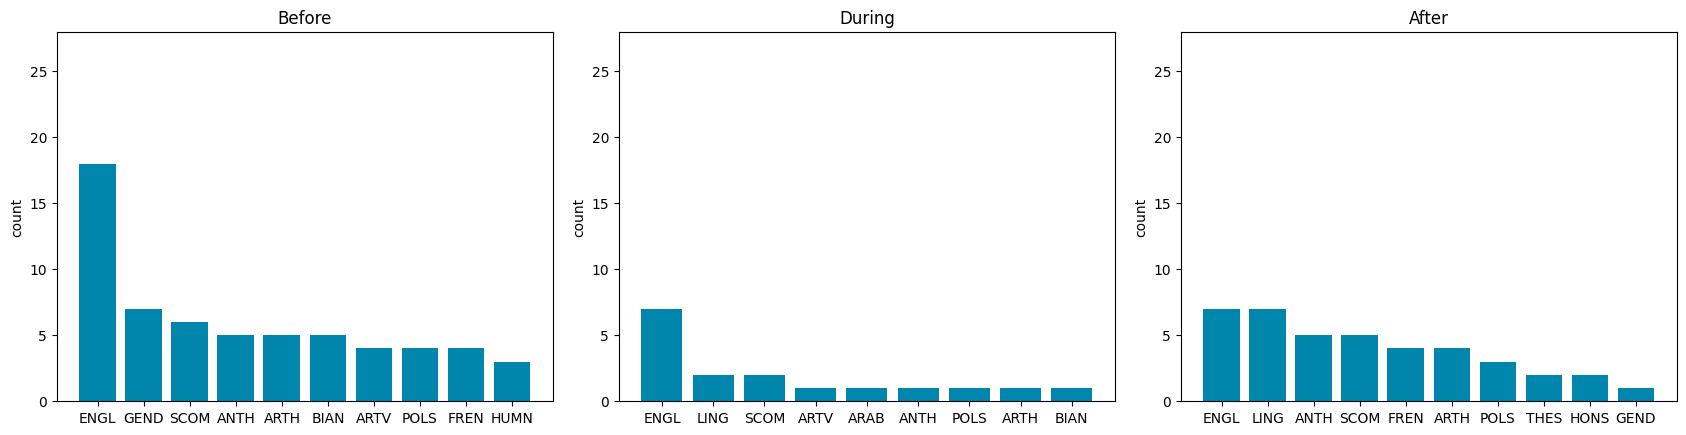 Before
count
25
20
15
10
5
0
ENGL GEND SCOM ANTH ARTH BIAN ARTV POLS FREN HUMN
During
count
25
20
15
10
5
0
ENGL LING SCOM ARTV ARAB ANTH POLS ARTH BIAN
After
count
25
20
15
10
5
0
ENGL LING ANTH SCOM FREN ARTH POLS THES HONS GEND